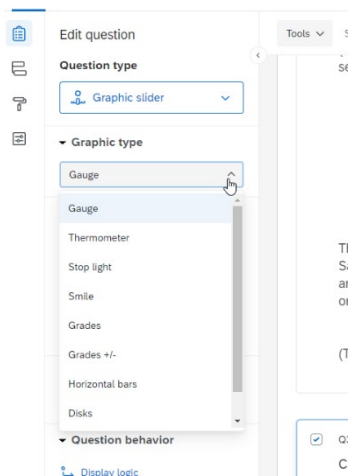 Edit question
Tools
Question type
Graphic slider
Graphic type
Gauge
Gauge
Thermometer
Stop light
Smile
Grades
Grades +/-
Horizontal bars
Disks
Question behavior
Display logic